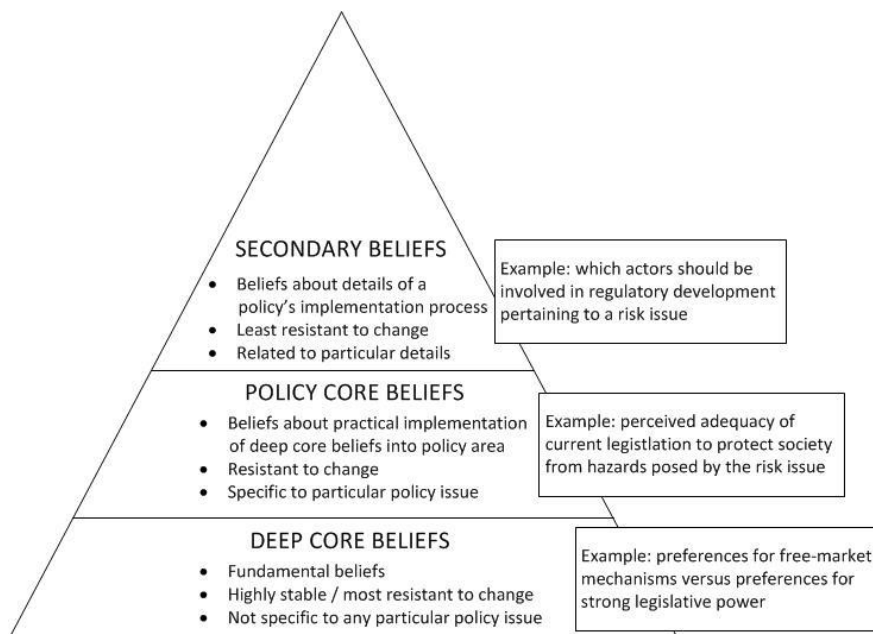 SECONDARY BELIEFS
• Beliefs about details of a
policy's implementation process
• Least resistant to change
• Related to particular details
Example: which actors should be
involved in regulatory development
pertaining to a risk issue
POLICY CORE BELIEFS
• Beliefs about practical implementation
of deep core beliefs into policy area
• Resistant to change
• Specific to particular policy issue
Example: perceived adequacy of
current legistlation to protect society
from hazards posed by the risk issue
DEEP CORE BELIEFS
• Fundamental beliefs
• Highly stable / most resistant to change
• Not specific to any particular policy issue
Example: preferences for free-market
mechanisms versus preferences for
strong legislative power